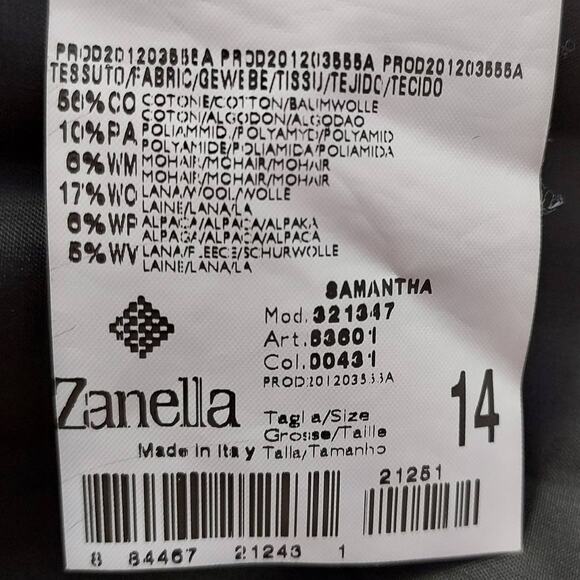 PROD201203555A PROD201203555A PROD201203555A
TESSUTO/FABRIC/GEWEBE/TISSU/TEJIDO/TECIDO
56%CO COTONE/COTTON/BAUMWOLLE
COTON/ALGODON/ALGODAO
10%PA POLIAMMID./POLYAMYD/POLYAMID
POLYAMIDE/POLIAMIDA/POLIAMIDA
6%WM MOHAIR/MOHAIR/MOHAIR
MOHAIR/MOHAIR/MOHAIR
17%WO LANA/WOOL/WOLLE
LAINE/LANA/LA
6%WP ALPACA/ALPACA/ALPAKA
ALPAGA/ALPACA/ALPACA
5%WV LANA/FLEECE/SCHURWOLLE
LAINE/LANA/LA
SAMANTHA
Mod.321347
Art.63601
Col.00431
PROD201203555A
Zanella
Made in Italy
Taglia/Size
Grosse/Taille
Talla/Tamanho
14
21251
8 84467 21243 1